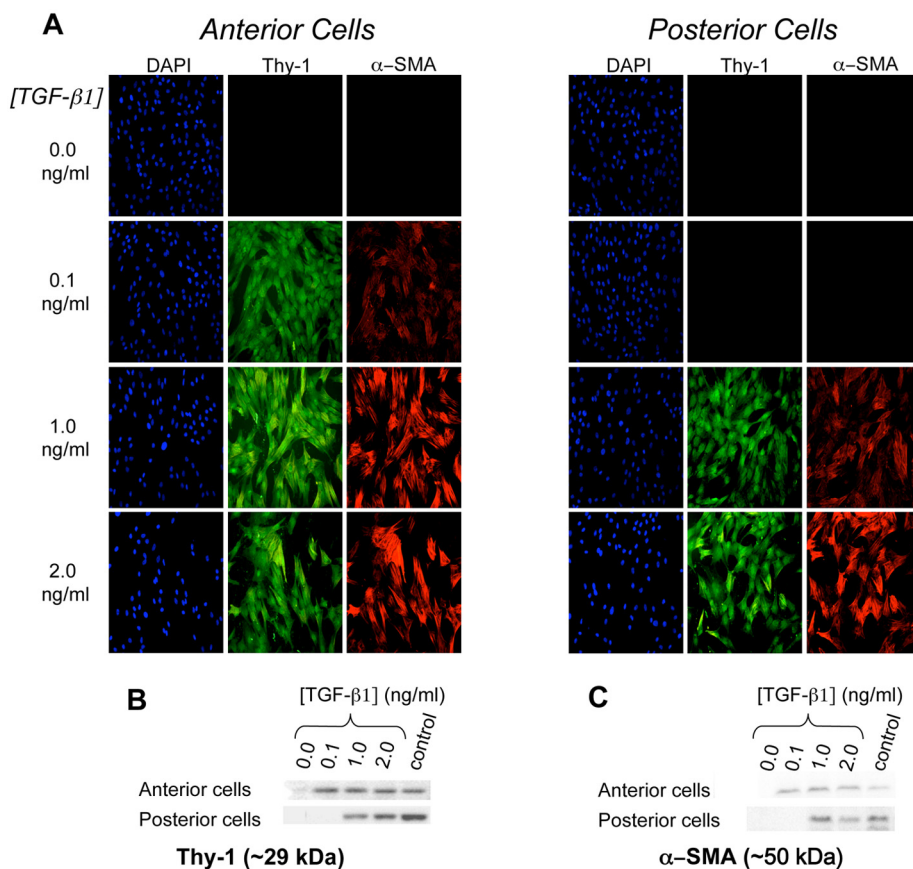 A
Anterior Cells
Posterior Cells
DAPI Thy-1 α–SMA
DAPI Thy-1 α–SMA
[TGF-β1]
0.0
ng/ml
0.1
ng/ml
1.0
ng/ml
2.0
ng/ml
B
[TGF-β1] (ng/ml)
0.0 0.1 1.0 2.0 control
Anterior cells
Posterior cells
Thy-1 (~29 kDa)
C
[TGF-β1] (ng/ml)
0.0 0.1 1.0 2.0 control
Anterior cells
Posterior cells
α–SMA (~50 kDa)